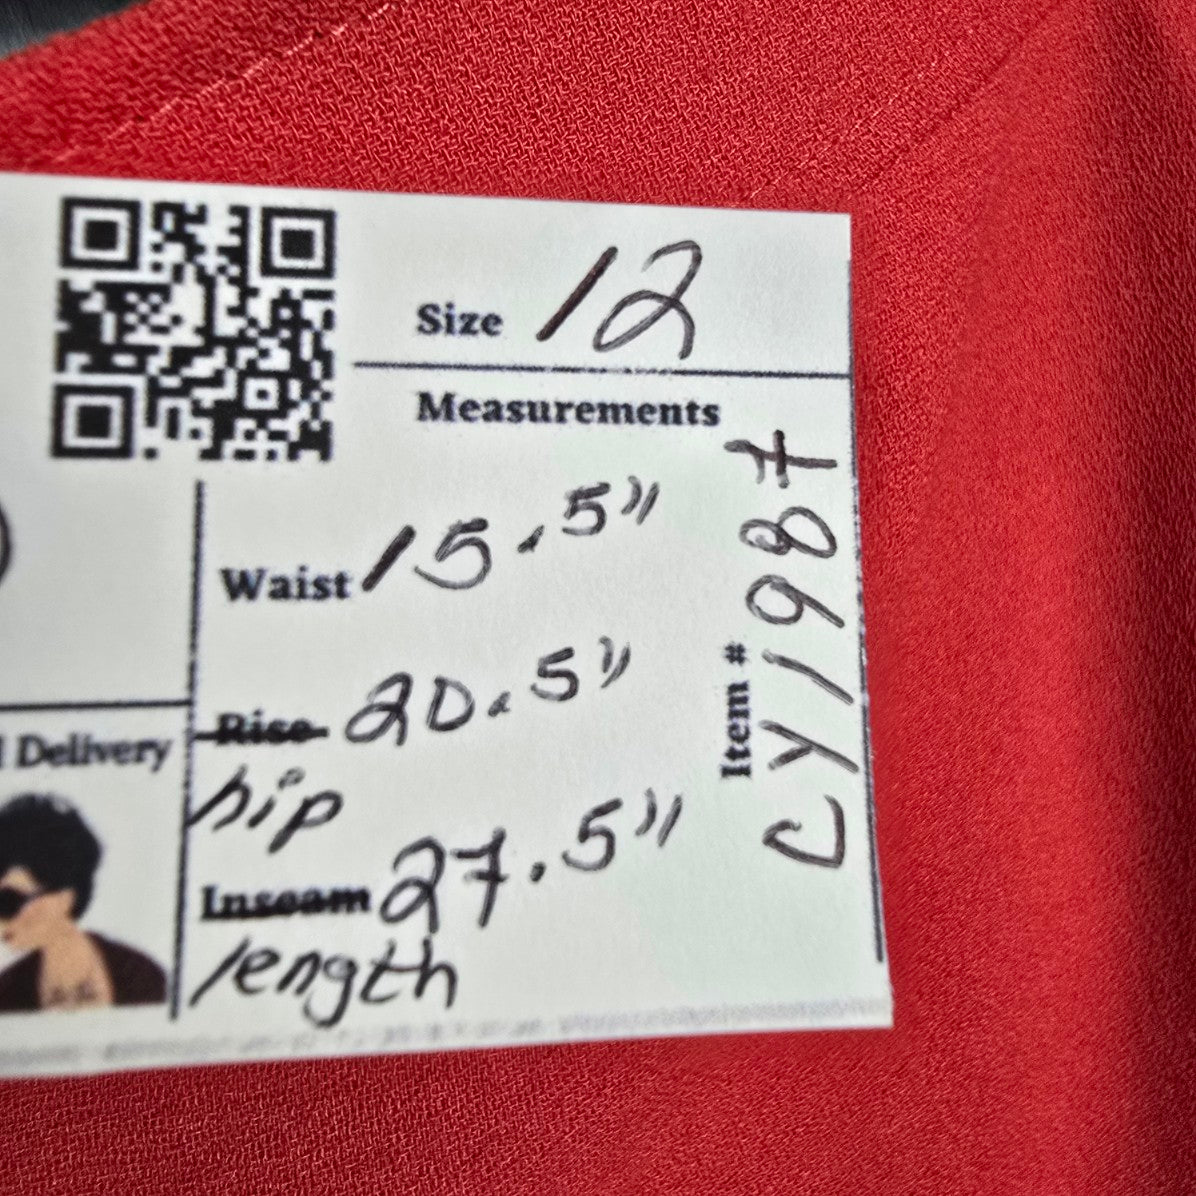 Size 12
Measurements
Waist 15.5"
Rise 20.5"
hip
Inseam 27.5"
length
Item # CY1987
Delivery